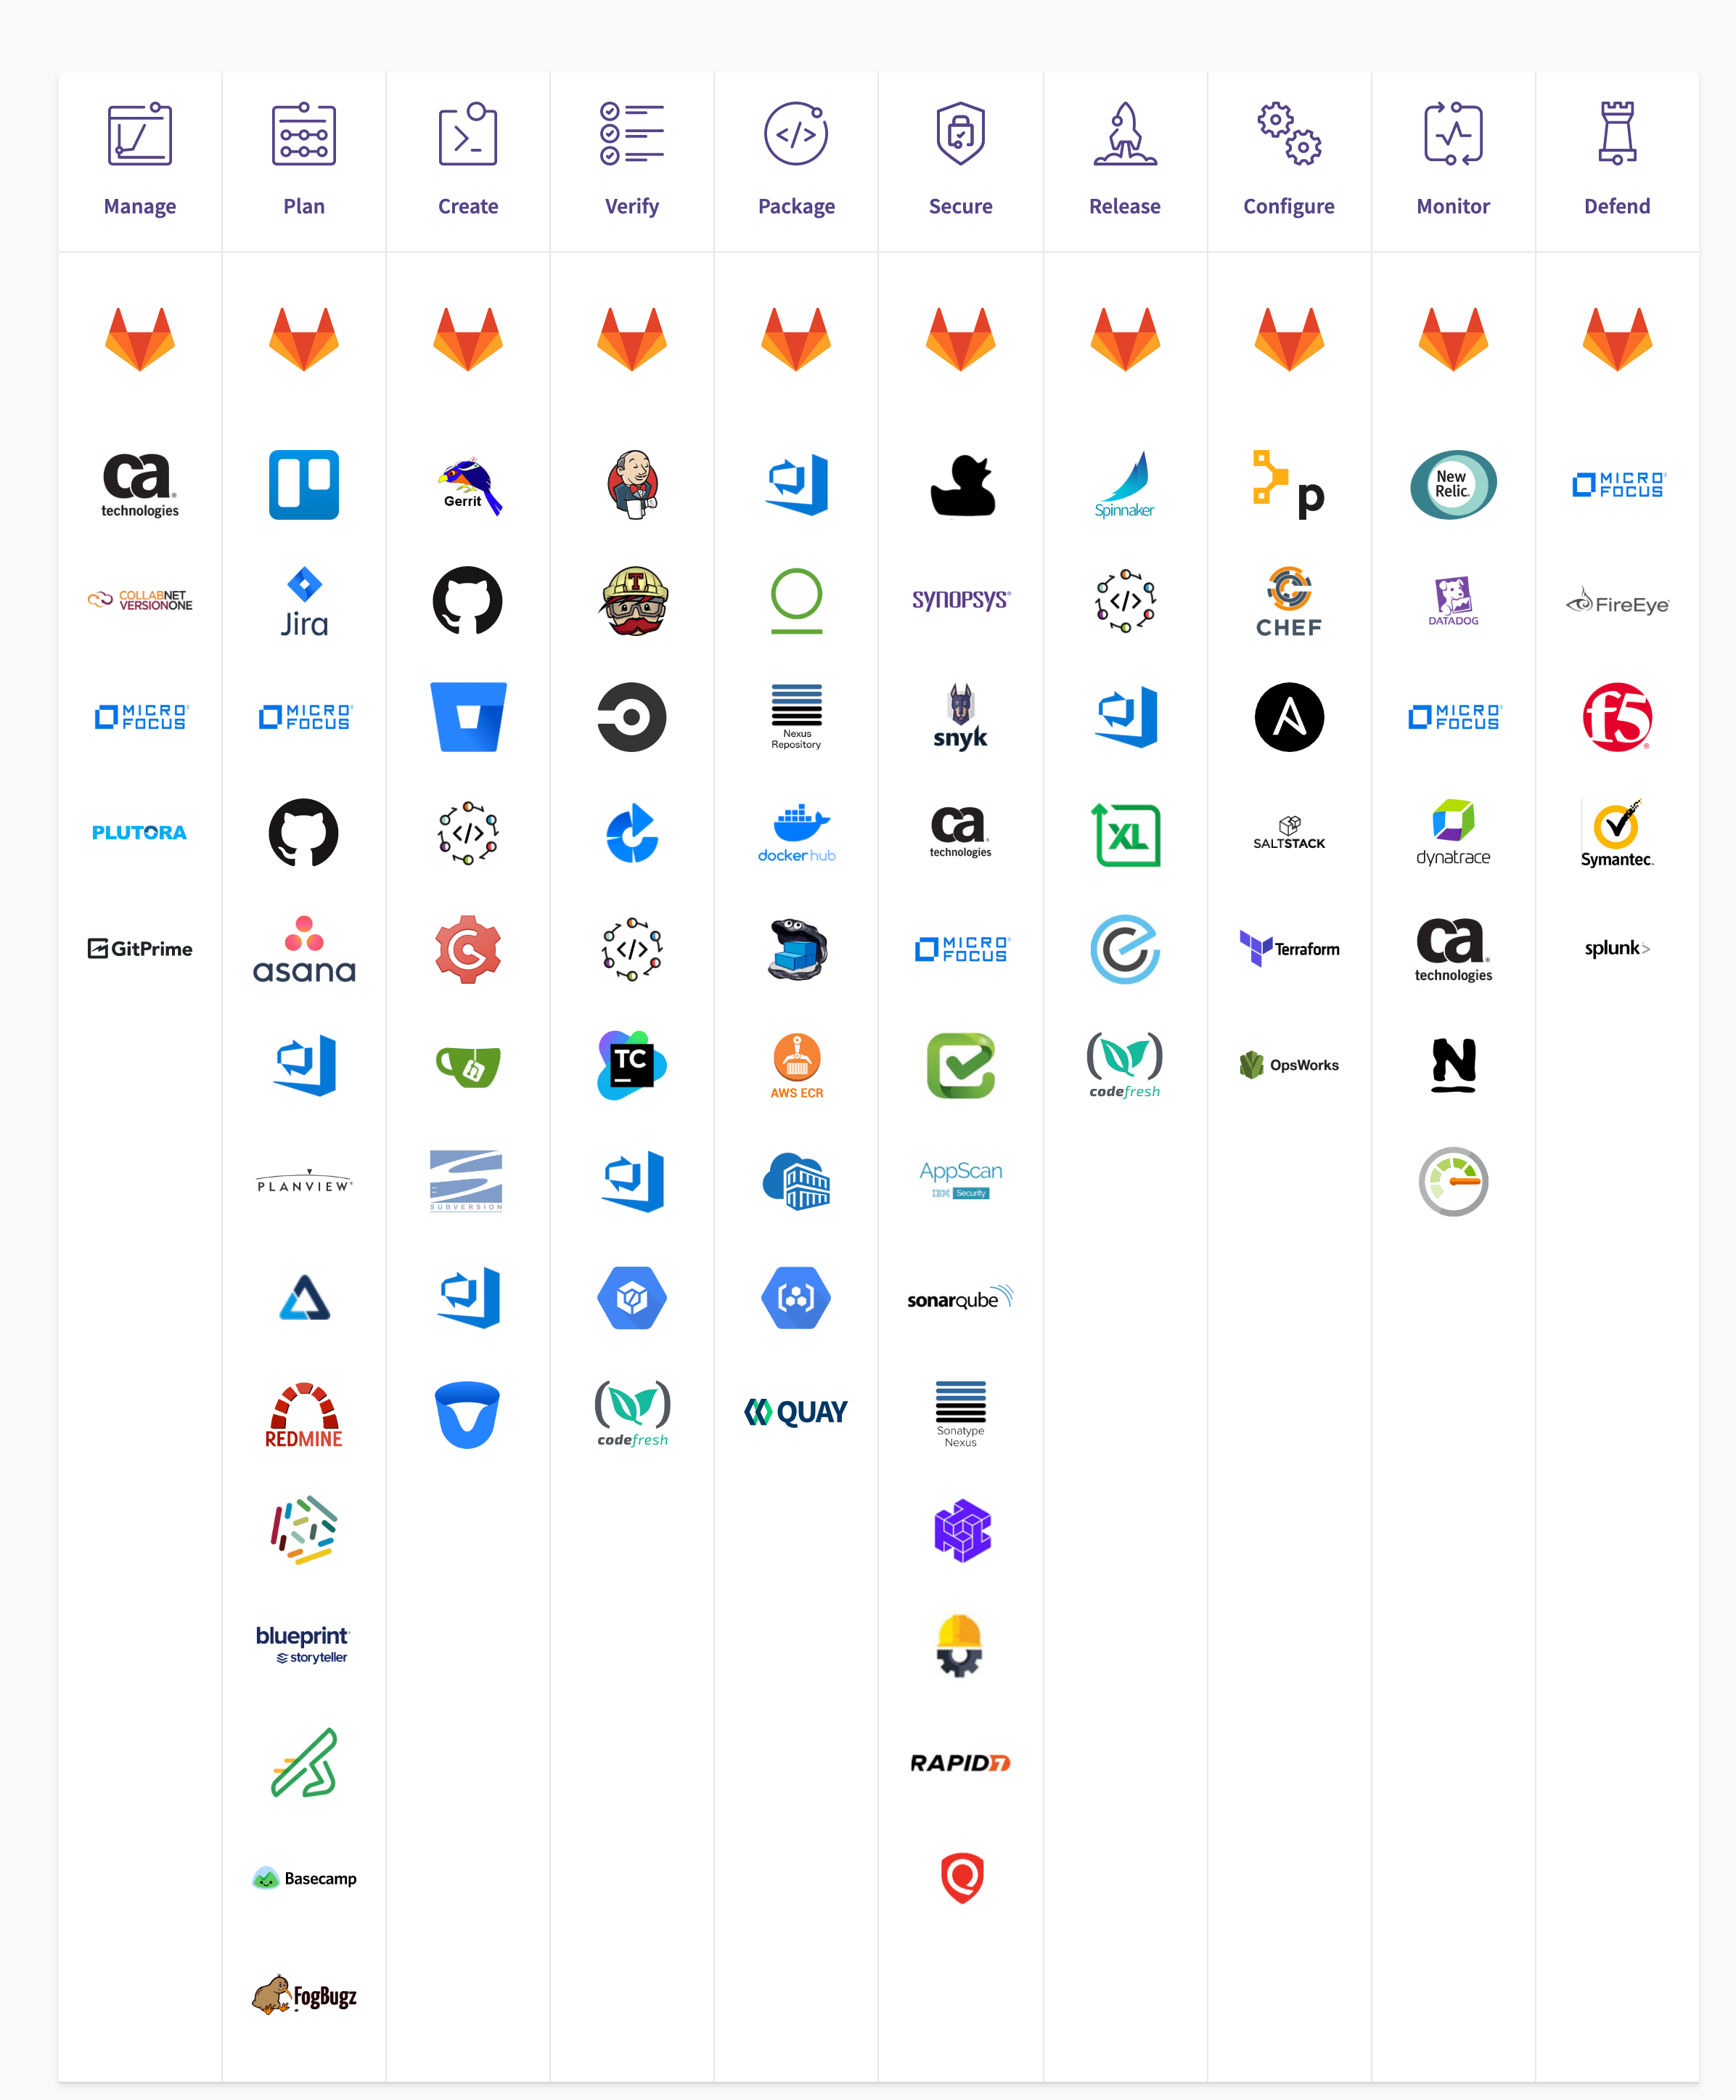 Manage
Plan
Create
Verify
Package
Secure
Release
Configure
Monitor
Defend
ca
technologies
Gerrit
Spinnaker
p
New
Relic.
MICRO
FOCUS
COLLABNET
VERSIONONE
Jira
T
SYNOPSYS®
</>
CHEF
DATADOG
FireEye
MICRO
FOCUS
MICRO
FOCUS
Nexus
Repository
snyk
MICRO
FOCUS
f5
PLUTORA
</>
docker hub
ca
technologies
XL
SALTSTACK
dynatrace
Symantec.
GitPrime
asana
</>
MICRO
FOCUS
Terraform
ca
technologies
splunk>
TC
AWS ECR
codefresh
OpsWorks
N
PLANVIEW®
SUBVERSION
AppScan
IBM Security
sonarqube
REDMINE
codefresh
QUAY
Sonatype
Nexus
blueprint
storyteller
RAPID7
Basecamp
FogBugz